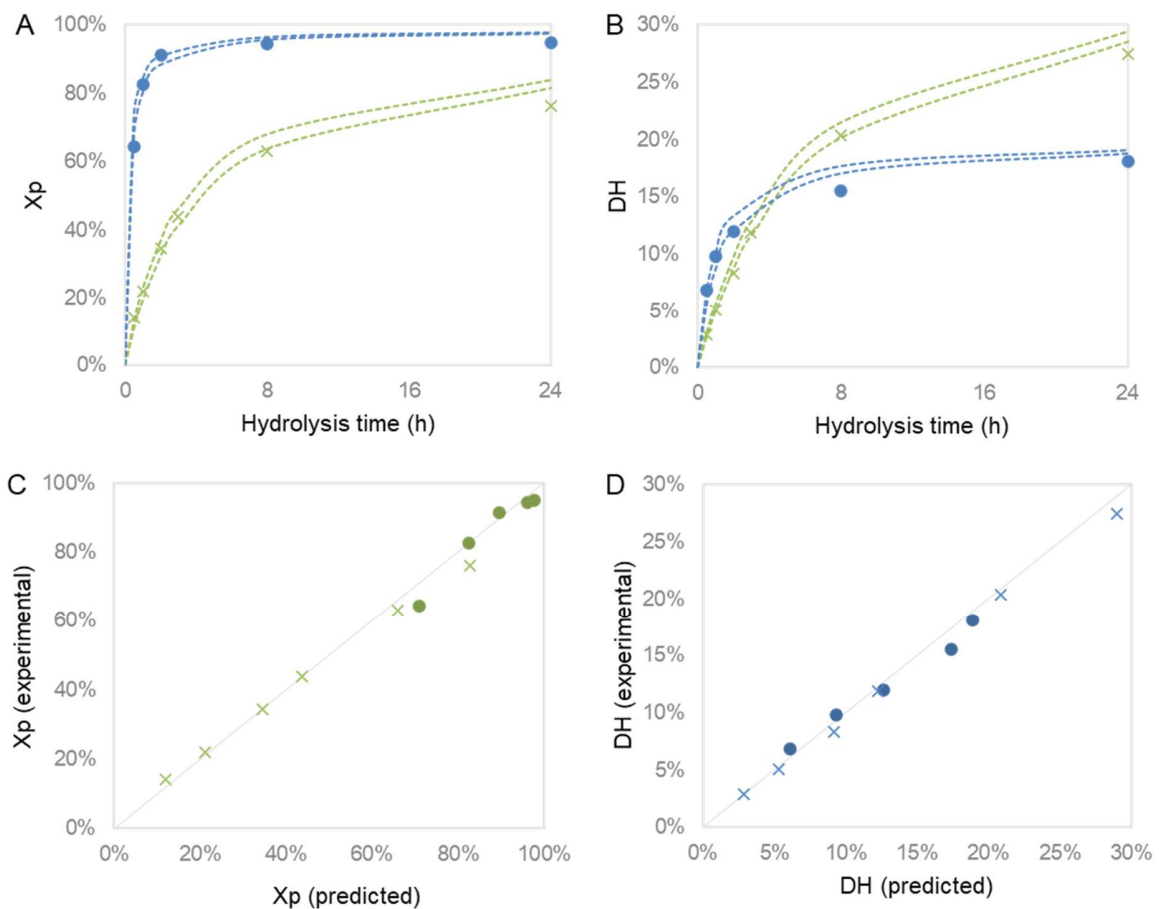 A
100%
80%
60%
40%
20%
0%
Xp
0 8 16 24
Hydrolysis time (h)
B
30%
25%
20%
15%
10%
5%
0%
DH
0 8 16 24
Hydrolysis time (h)
C
100%
80%
60%
40%
20%
0%
Xp (experimental)
0% 20% 40% 60% 80% 100%
Xp (predicted)
D
30%
25%
20%
15%
10%
5%
0%
DH (experimental)
0% 5% 10% 15% 20% 25% 30%
DH (predicted)